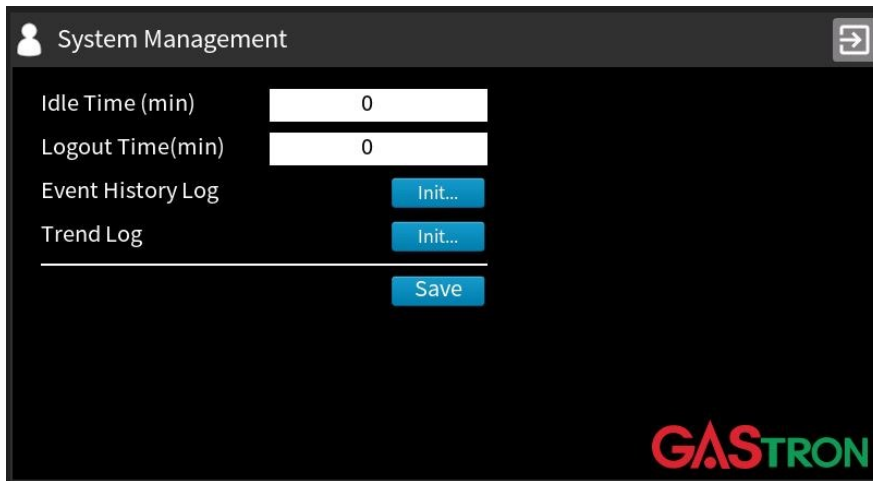 System Management
Idle Time (min) 0
Logout Time(min) 0
Event History Log Init...
Trend Log Init...
Save
GASTRON